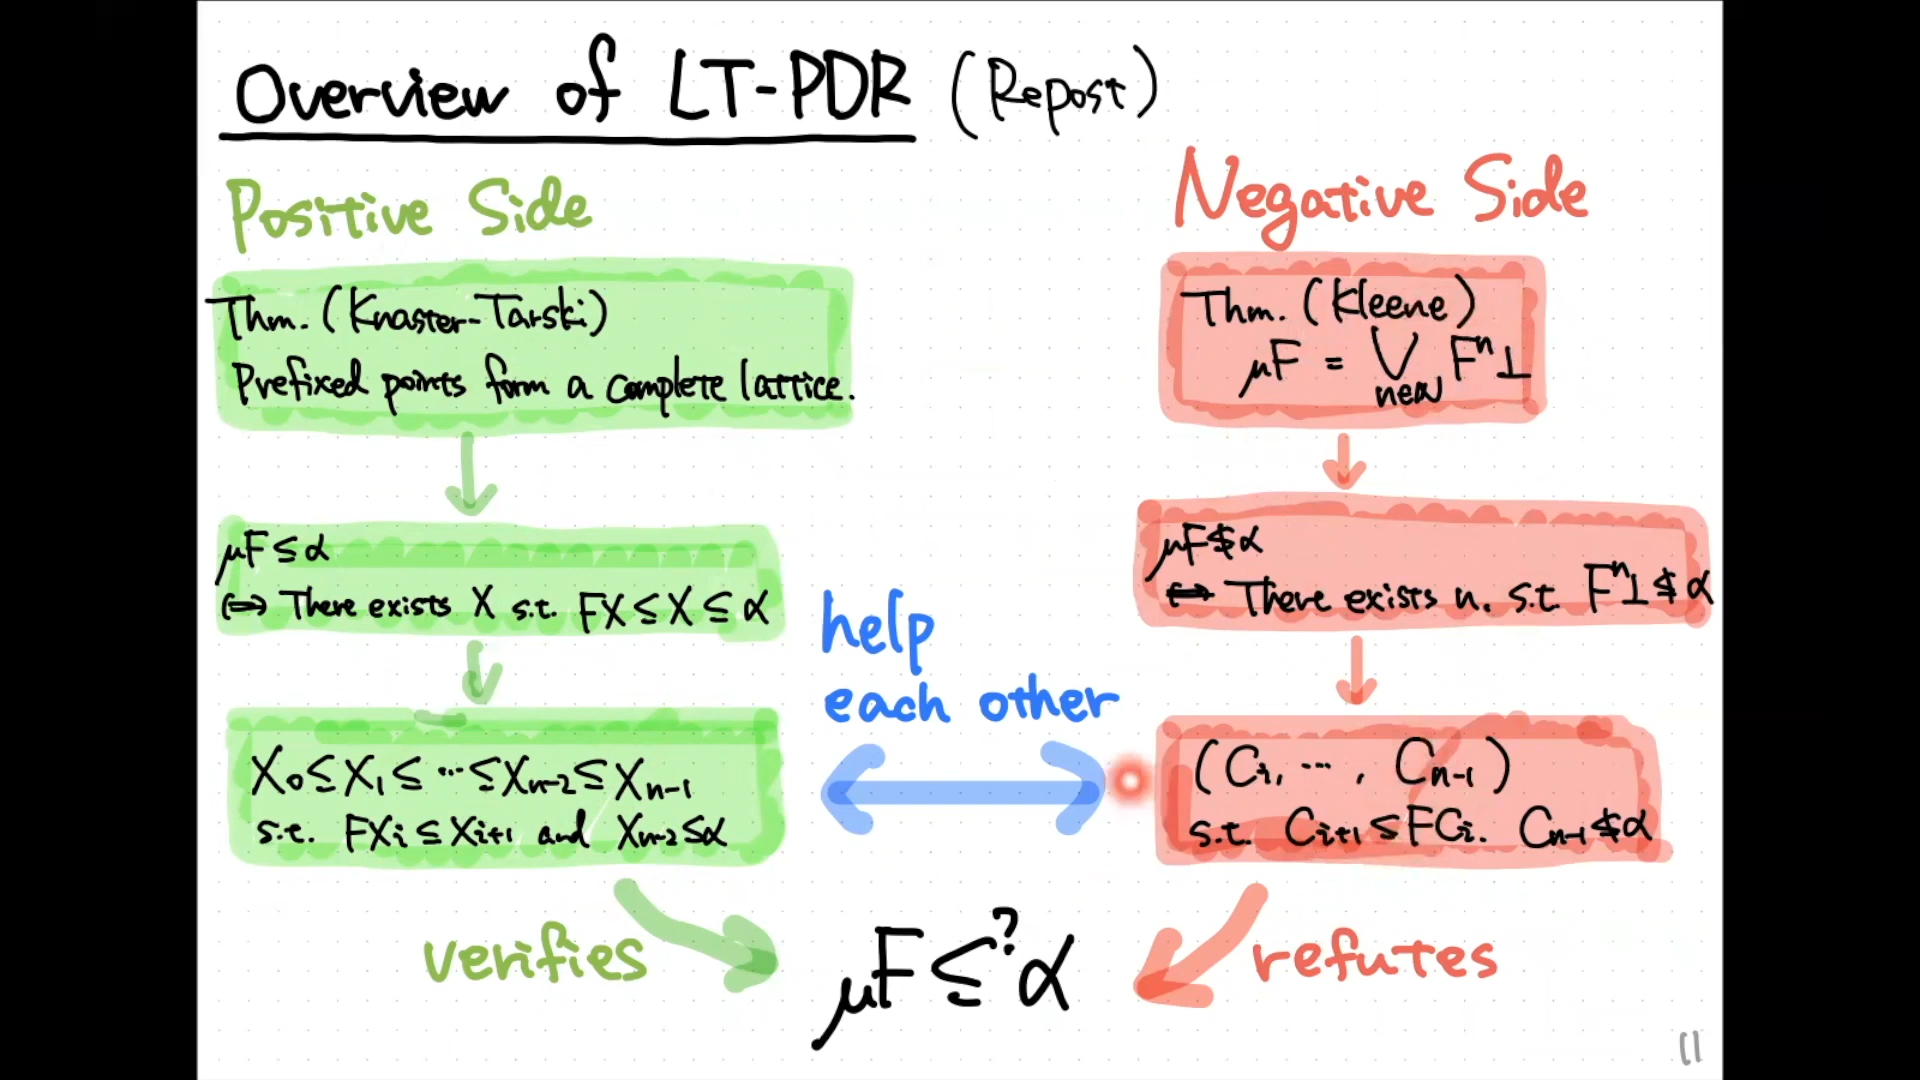 Overview of LT-PDR (Repost)
Positive Side
Thm. (Knaster-Tarski)
Prefixed points form a complete lattice.
μF ≤ α
⇔ There exists X s.t. FX ≤ X ≤ α
X₀ ≤ X₁ ≤ ⋯ ≤ Xₙ₋₂ ≤ Xₙ₋₁
s.t. FXᵢ ≤ Xᵢ₊₁ and Xₙ₋₂ ≤ α
verifies
help
each other
Negative Side
Thm. (Kleene)
μF = ⋁ Fⁿ⊥
n∈ω
μF ≰ α
⇔ There exists n. s.t. Fⁿ⊥ ≰ α
(Cᵢ, ⋯, Cₙ₋₁)
s.t. Cᵢ₊₁ ≤ FCᵢ. Cₙ₋₁ ≰ α
refutes
μF ≤? α
11